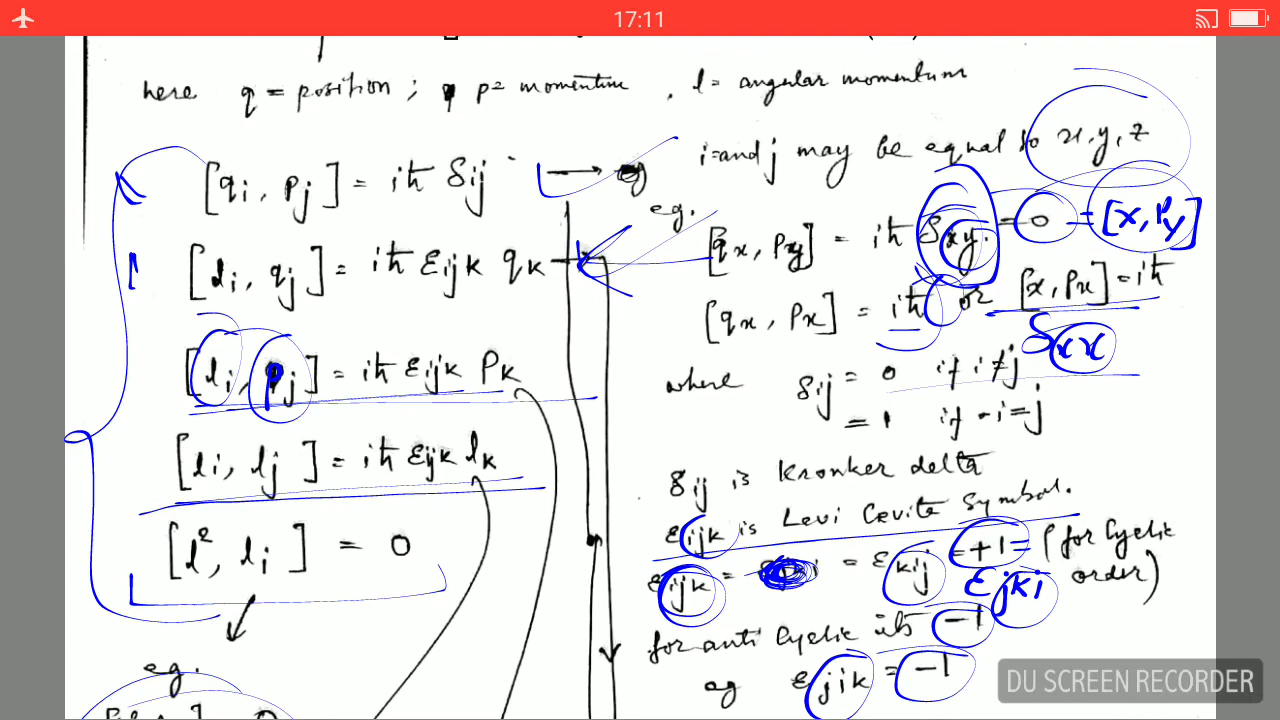 17:11
here q = position ; p = momentum , l = angular momentum
i and j may be equal to x, y, z
[qi, pj] = iħ δij → eg
eg.
[qx, Py] = iħ δxy = 0 = [x, Py]
[li, qj] = iħ εijk qk
[qx, Px] = iħ or [x, Px] = iħ
δxx
[li, pj] = iħ εijk Pk
where δij = 0 if i ≠ j
= 1 if i = j
[li, lj] = iħ εijk lk
δij is Kronker delta
εijk is Levi Cevita Symbol.
[l², li] = 0
εijk = = εkij = +1 = (for Cyclic order)
εjki
for anti Cyclic its -1
eg εjik = -1
eg.
DU SCREEN RECORDER